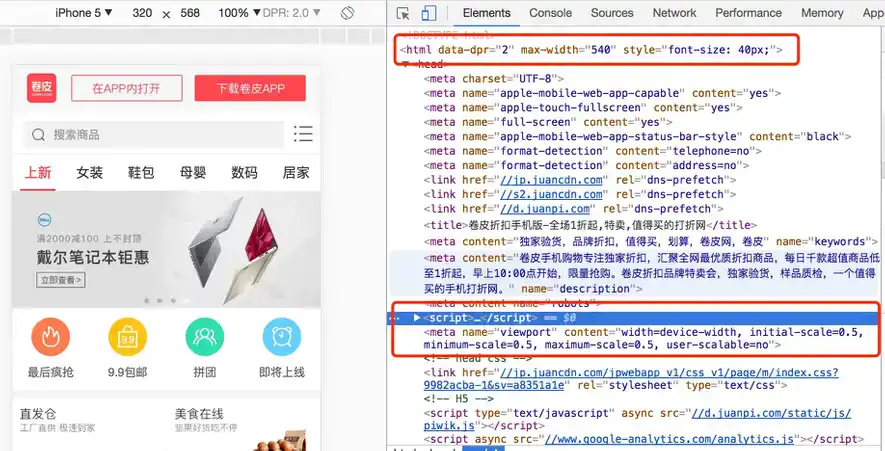 iPhone 5 ▼ 320 × 568 100% ▼ DPR: 2.0 ▼
卷皮
在APP内打开
下载卷皮APP
搜索商品
上新 女装 鞋包 母婴 数码 居家
DELL
满2000减100 上不封顶
戴尔笔记本钜惠
立即查看>
9.9
最后疯抢 9.9包邮 拼团 即将上线
直发仓 美食在线
工厂直供 极速到家 坚果好货吃不停
Elements Console Sources Network Performance Memory App
<!DOCTYPE html>
<html data-dpr="2" max-width="540" style="font-size: 40px;">
▼<head>
<meta charset="UTF-8">
<meta name="apple-mobile-web-app-capable" content="yes">
<meta name="apple-touch-fullscreen" content="yes">
<meta name="full-screen" content="yes">
<meta name="apple-mobile-web-app-status-bar-style" content="black">
<meta name="format-detection" content="telephone=no">
<meta name="format-detection" content="address=no">
<link href="//jp.juancdn.com" rel="dns-prefetch">
<link href="//s2.juancdn.com" rel="dns-prefetch">
<link href="//d.juanpi.com" rel="dns-prefetch">
<title>卷皮折扣手机版-全场1折起,特卖,值得买的打折网</title>
<meta content="独家验货，品牌折扣，值得买，划算，卷皮网，卷皮" name="keywords">
<meta content="卷皮手机购物专注独家折扣，汇聚全网最优质折扣商品，每日千款超值商品低
至1折起，早上10:00点开始，限量抢购。卷皮折扣品牌特卖会，独家验货，样品质检，一个值得
买的手机打折网。" name="description">
<meta content name="robots">
… ▶<script>…</script> == $0
<meta name="viewport" content="width=device-width, initial-scale=0.5,
minimum-scale=0.5, maximum-scale=0.5, user-scalable=no">
<!-- head css -->
<link href="//jp.juancdn.com/jpwebapp_v1/css_v1/page/m/index.css?
9982acba-1&sv=a8351a1e" rel="stylesheet" type="text/css">
<!-- H5 -->
<script type="text/javascript" async src="//d.juanpi.com/static/js/
piwik.js"></script>
<script async src="//www.google-analytics.com/analytics.js"></script>